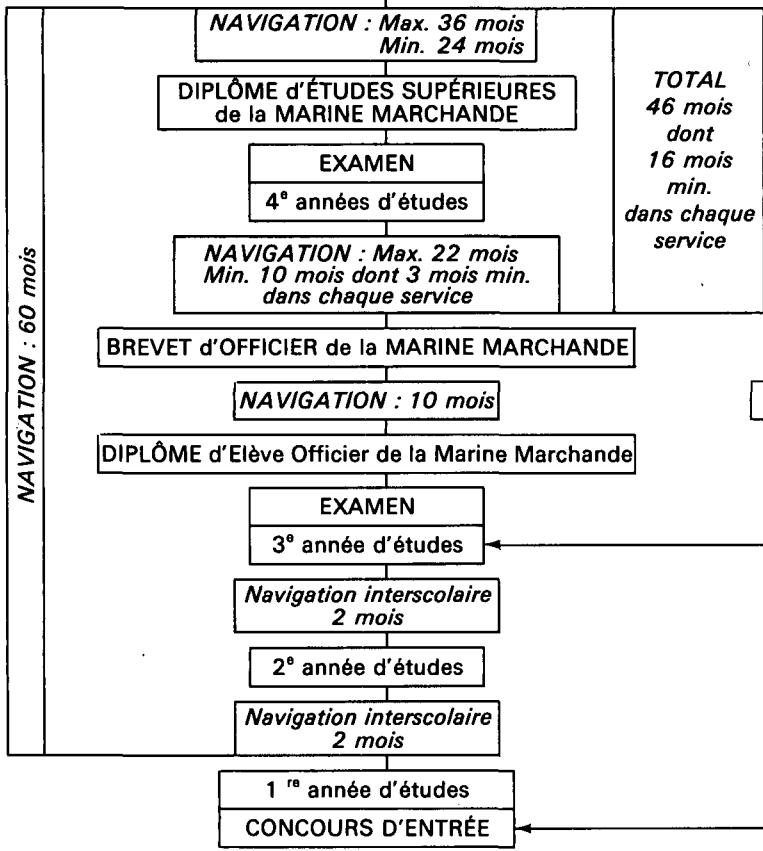 NAVIGATION : Max. 36 mois
Min. 24 mois
DIPLÔME d'ÉTUDES SUPÉRIEURES
de la MARINE MARCHANDE
EXAMEN
4e années d'études
NAVIGATION : Max. 22 mois
Min. 10 mois dont 3 mois min.
dans chaque service
TOTAL
46 mois
dont
16 mois
min.
dans chaque
service
BREVET d'OFFICIER de la MARINE MARCHANDE
NAVIGATION : 10 mois
DIPLÔME d'Elève Officier de la Marine Marchande
EXAMEN
3e année d'études
Navigation interscolaire
2 mois
2e année d'études
Navigation interscolaire
2 mois
1 re année d'études
CONCOURS D'ENTRÉE
NAVIGATION : 60 mois